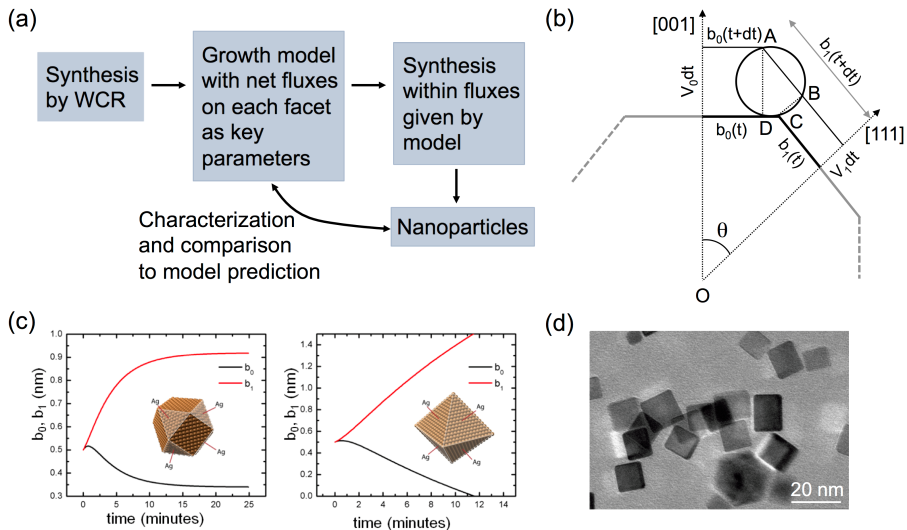 (a)
Synthesis
by WCR
Growth model
with net fluxes
on each facet
as key
parameters
Synthesis
within fluxes
given by
model
Nanoparticles
Characterization
and comparison
to model prediction
(b)
[001]
b₀(t+dt)
A
b₁(t+dt)
V₀dt
B
D
C
[111]
b₀(t)
b₁(t)
V₁dt
θ
O
(c)
b₀, b₁ (nm)
1.0
0.9
0.8
0.7
0.6
0.5
0.4
0.3
b₀
b₁
Ag
Ag
Ag
Ag
0 5 10 15 20 25
time (minutes)
b₀, b₁ (nm)
1.4
1.2
1.0
0.8
0.6
0.4
0.2
0.0
b₀
b₁
Ag
Ag
Ag
Ag
0 2 4 6 8 10 12 14
time (minutes)
(d)
20 nm